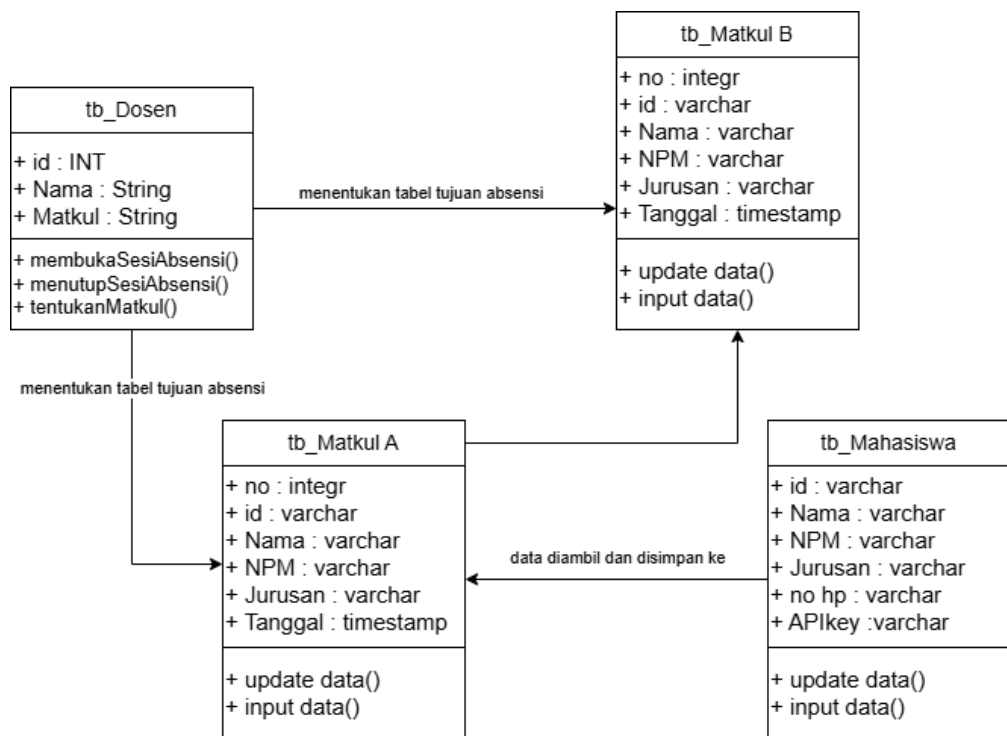 tb_Dosen
+ id : INT
+ Nama : String
+ Matkul : String
+ membukaSesiAbsensi()
+ menutupSesiAbsensi()
+ tentukanMatkul()
menentukan tabel tujuan absensi
tb_Matkul B
+ no : integr
+ id : varchar
+ Nama : varchar
+ NPM : varchar
+ Jurusan : varchar
+ Tanggal : timestamp
+ update data()
+ input data()
menentukan tabel tujuan absensi
tb_Matkul A
+ no : integr
+ id : varchar
+ Nama : varchar
+ NPM : varchar
+ Jurusan : varchar
+ Tanggal : timestamp
+ update data()
+ input data()
data diambil dan disimpan ke
tb_Mahasiswa
+ id : varchar
+ Nama : varchar
+ NPM : varchar
+ Jurusan : varchar
+ no hp : varchar
+ APIkey :varchar
+ update data()
+ input data()